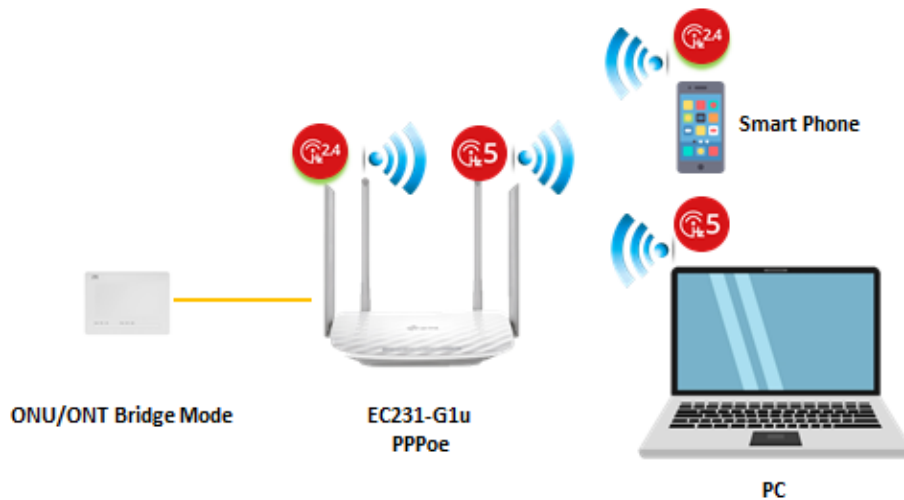 2.4
Smart Phone
2.4
5
5
ONU/ONT Bridge Mode
EC231-G1u
PPPoe
PC